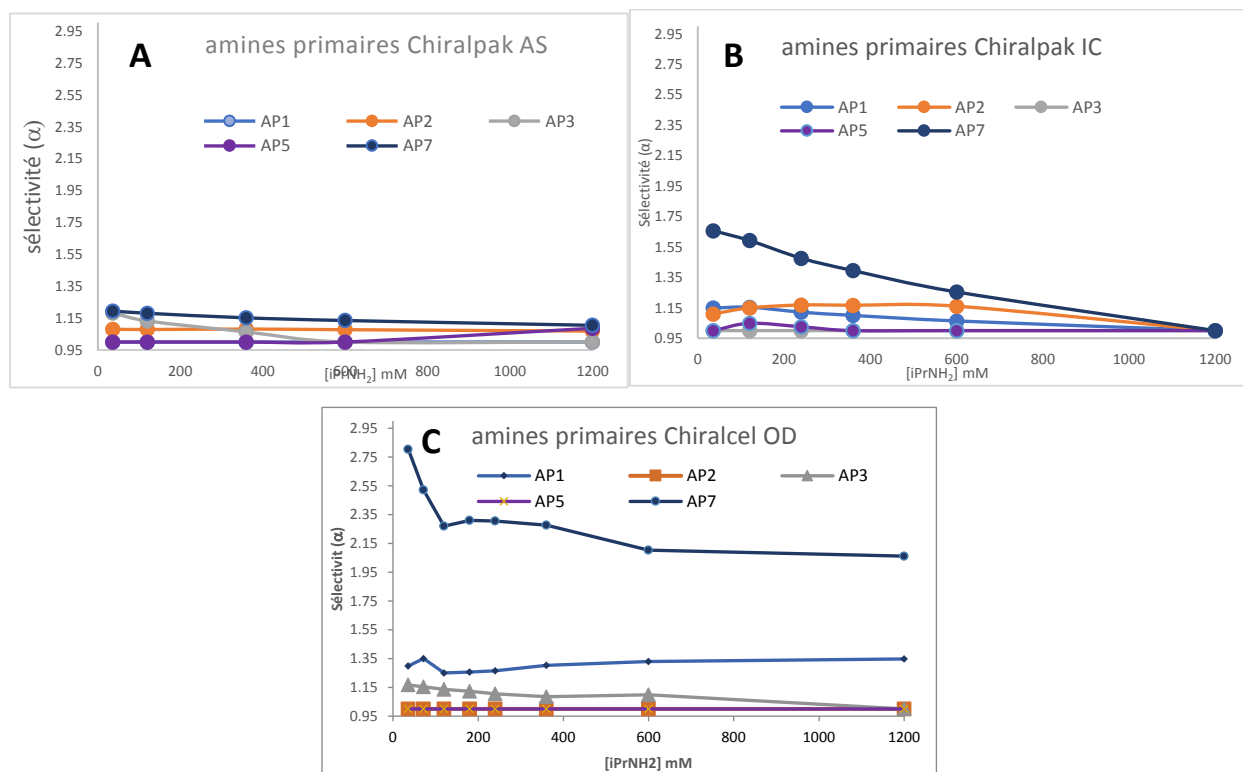 A
amines primaires Chiralpak AS
2.95
2.75
2.55
2.35
2.15
1.95
1.75
1.55
1.35
1.15
0.95
sélectivité (α)
AP1 AP2 AP3
AP5 AP7
0 200 400 600 800 1000 1200
[iPrNH2] mM
B
amines primaires Chiralpak IC
2.95
2.75
2.55
2.35
2.15
1.95
1.75
1.55
1.35
1.15
0.95
Sélectivité (α)
AP1 AP2 AP3
AP5 AP7
0 200 400 600 800 1000 1200
[iPrNH2] mM
C
amines primaires Chiralcel OD
2.95
2.75
2.55
2.35
2.15
1.95
1.75
1.55
1.35
1.15
0.95
Sélectivit (α)
AP1 AP2 AP3
AP5 AP7
0 200 400 600 800 1000 1200
[iPrNH2] mM